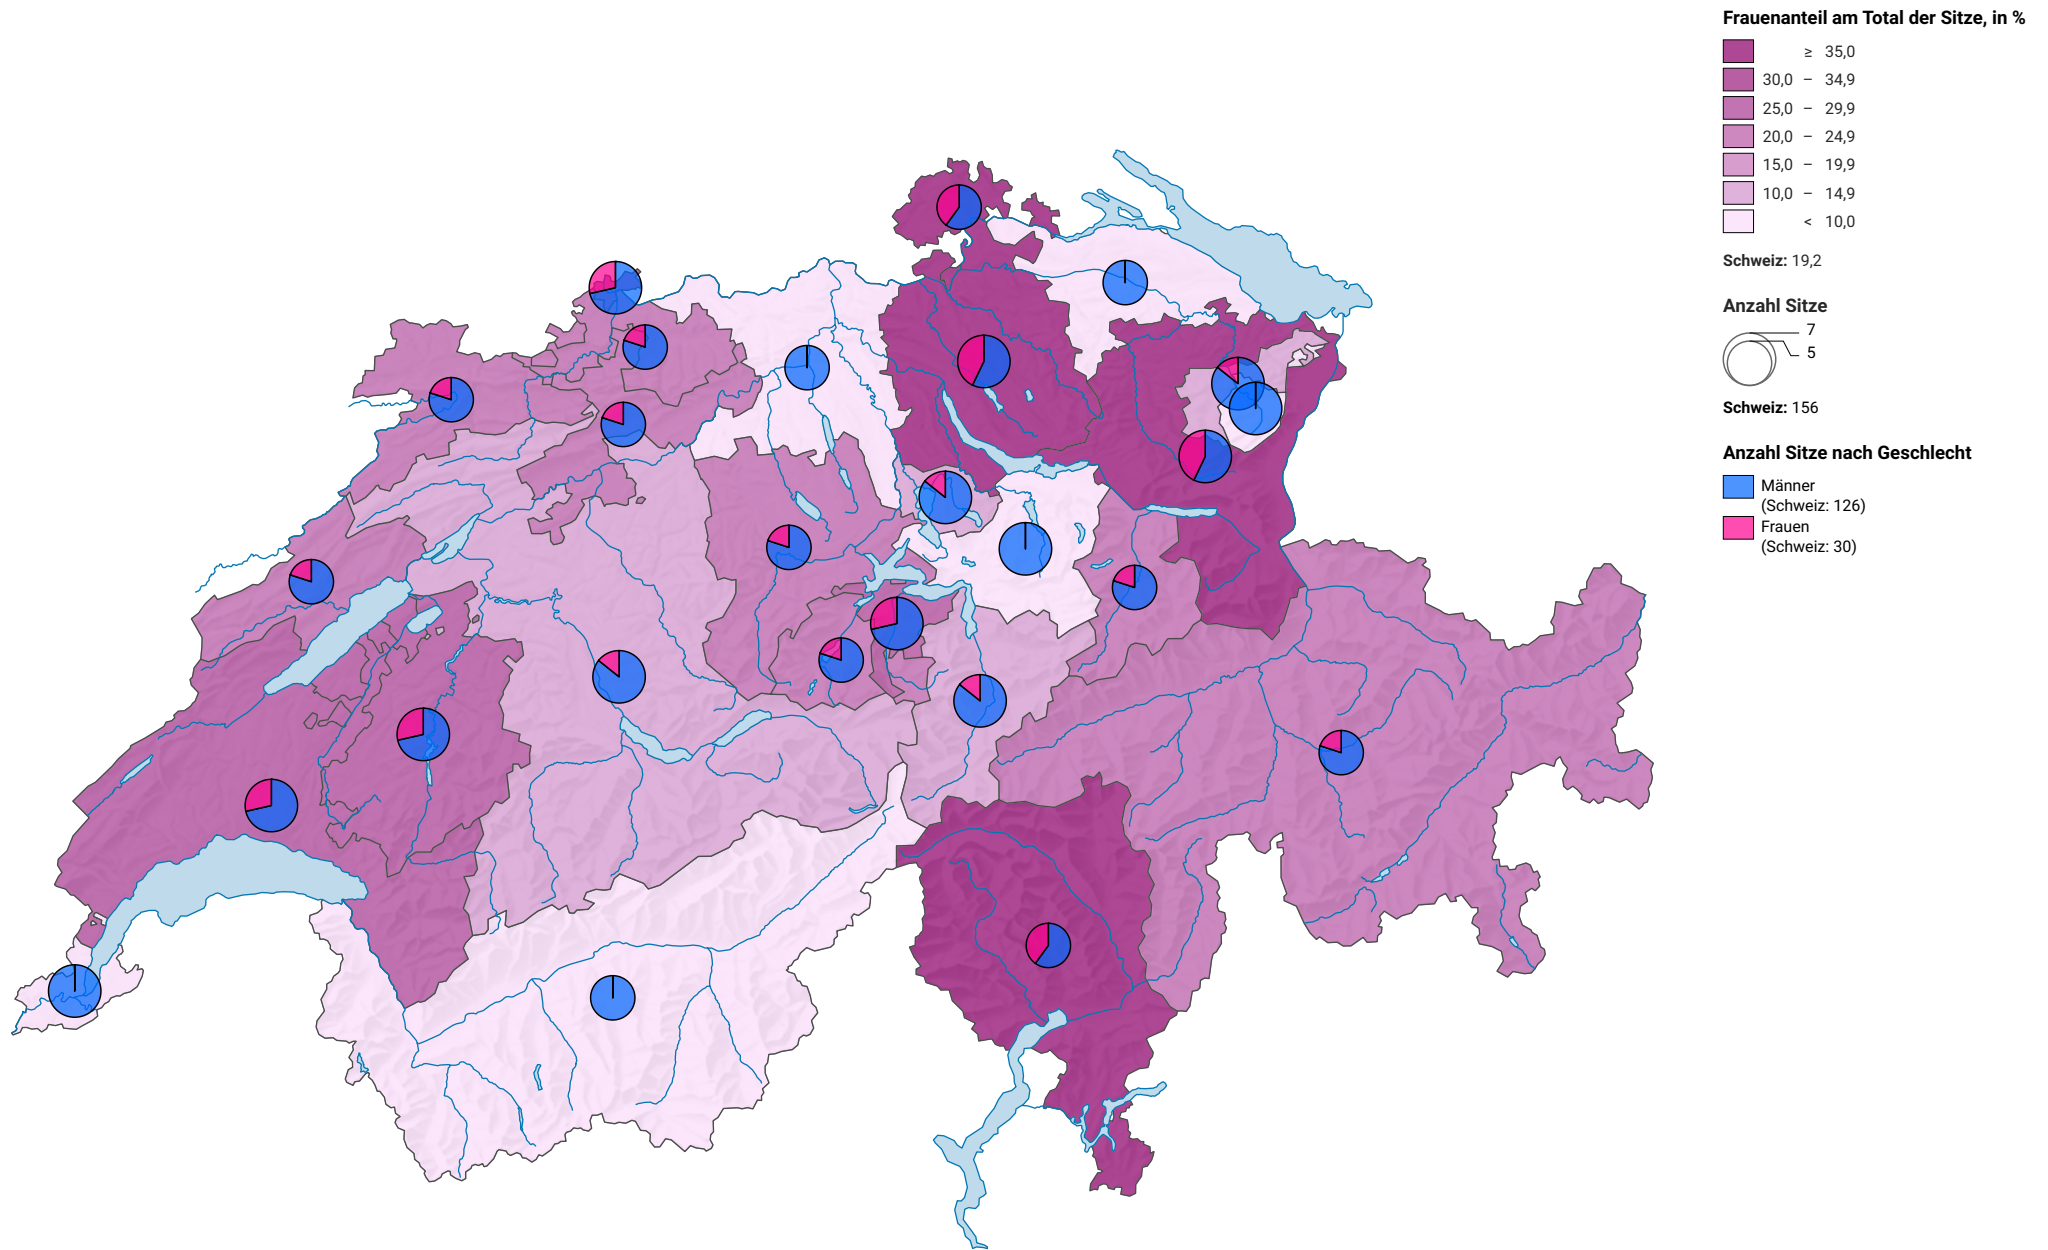 Frauenanteil am Total der Sitze, in %
≥ 35,0
30,0 – 34,9
25,0 – 29,9
20,0 – 24,9
15,0 – 19,9
10,0 – 14,9
< 10,0
Schweiz: 19,2
Anzahl Sitze
7
5
Schweiz: 156
Anzahl Sitze nach Geschlecht
Männer
(Schweiz: 126)
Frauen
(Schweiz: 30)